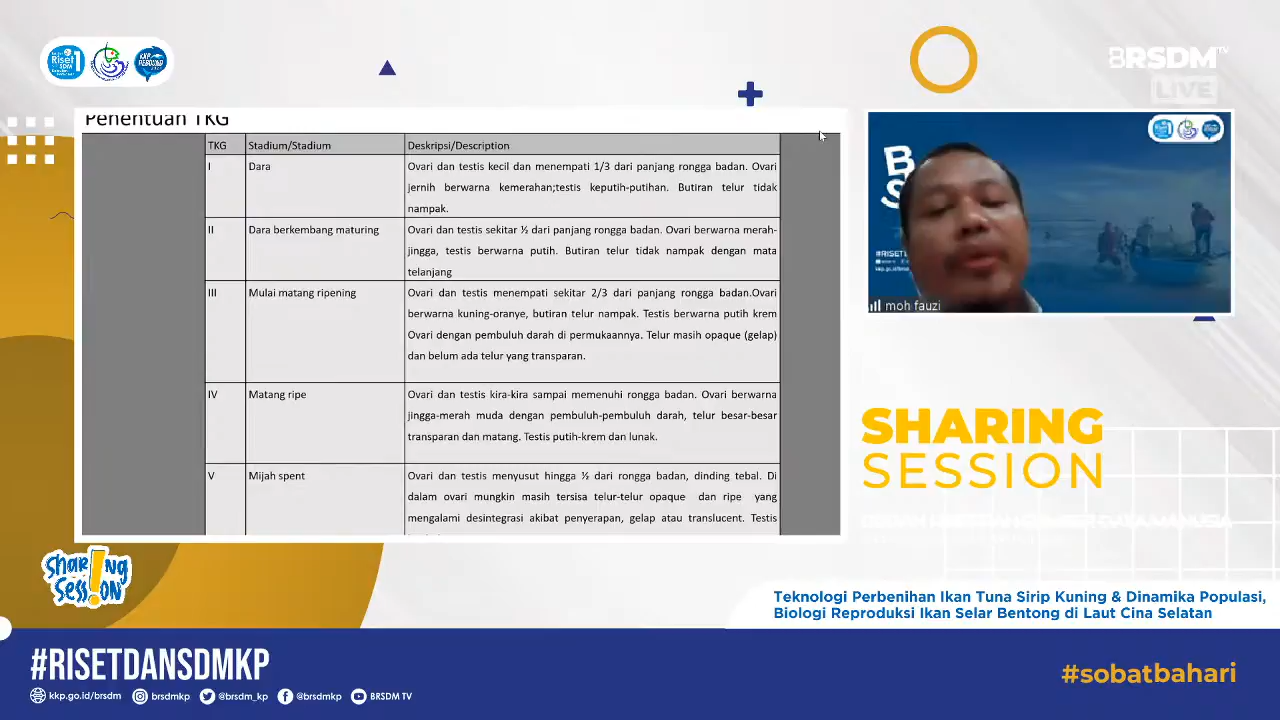 Riset
SDM
KKP REBOUND
BRSDM TV
LIVE
Penentuan TKG
TKG Stadium/Stadium Deskripsi/Description
I Dara Ovari dan testis kecil dan menempati 1/3 dari panjang rongga badan. Ovari
jernih berwarna kemerahan;testis keputih-putihan. Butiran telur tidak
nampak.
II Dara berkembang maturing Ovari dan testis sekitar ½ dari panjang rongga badan. Ovari berwarna merah-
jingga, testis berwarna putih. Butiran telur tidak nampak dengan mata
telanjang
III Mulai matang ripening Ovari dan testis menempati sekitar 2/3 dari panjang rongga badan.Ovari
berwarna kuning-oranye, butiran telur nampak. Testis berwarna putih krem
Ovari dengan pembuluh darah di permukaannya. Telur masih opaque (gelap)
dan belum ada telur yang transparan.
IV Matang ripe Ovari dan testis kira-kira sampai memenuhi rongga badan. Ovari berwarna
jingga-merah muda dengan pembuluh-pembuluh darah, telur besar-besar
transparan dan matang. Testis putih-krem dan lunak.
V Mijah spent Ovari dan testis menyusut hingga ½ dari rongga badan, dinding tebal. Di
dalam ovari mungkin masih tersisa telur-telur opaque dan ripe yang
mengalami desintegrasi akibat penyerapan, gelap atau translucent. Testis
B
S
moh fauzi
SHARING
SESSION
Sharing
Session
Teknologi Perbenihan Ikan Tuna Sirip Kuning & Dinamika Populasi,
Biologi Reproduksi Ikan Selar Bentong di Laut Cina Selatan
#RISETDANSDMKP
kkp.go.id/brsdm brsdmkp @brsdm_kp @brsdmkp BRSDM TV
#sobatbahari